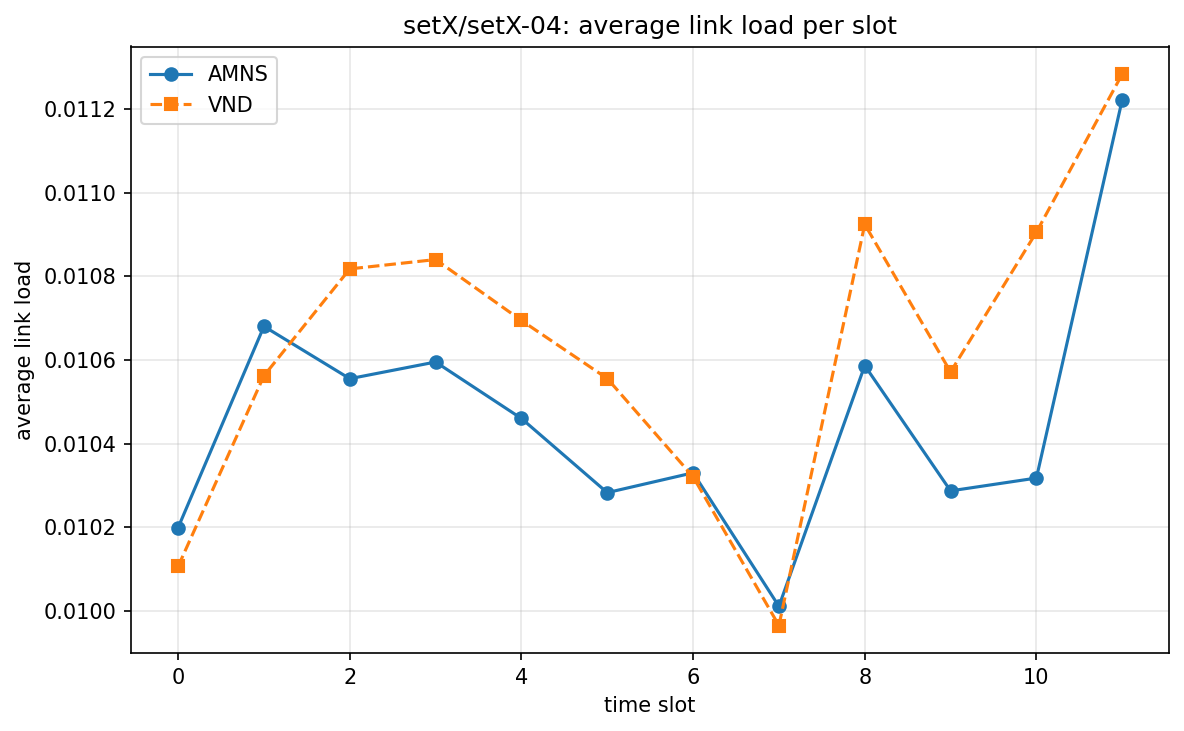 setX/setX-04: average link load per slot
AMNS
VND
average link load
0.0112
0.0110
0.0108
0.0106
0.0104
0.0102
0.0100
0 2 4 6 8 10
time slot